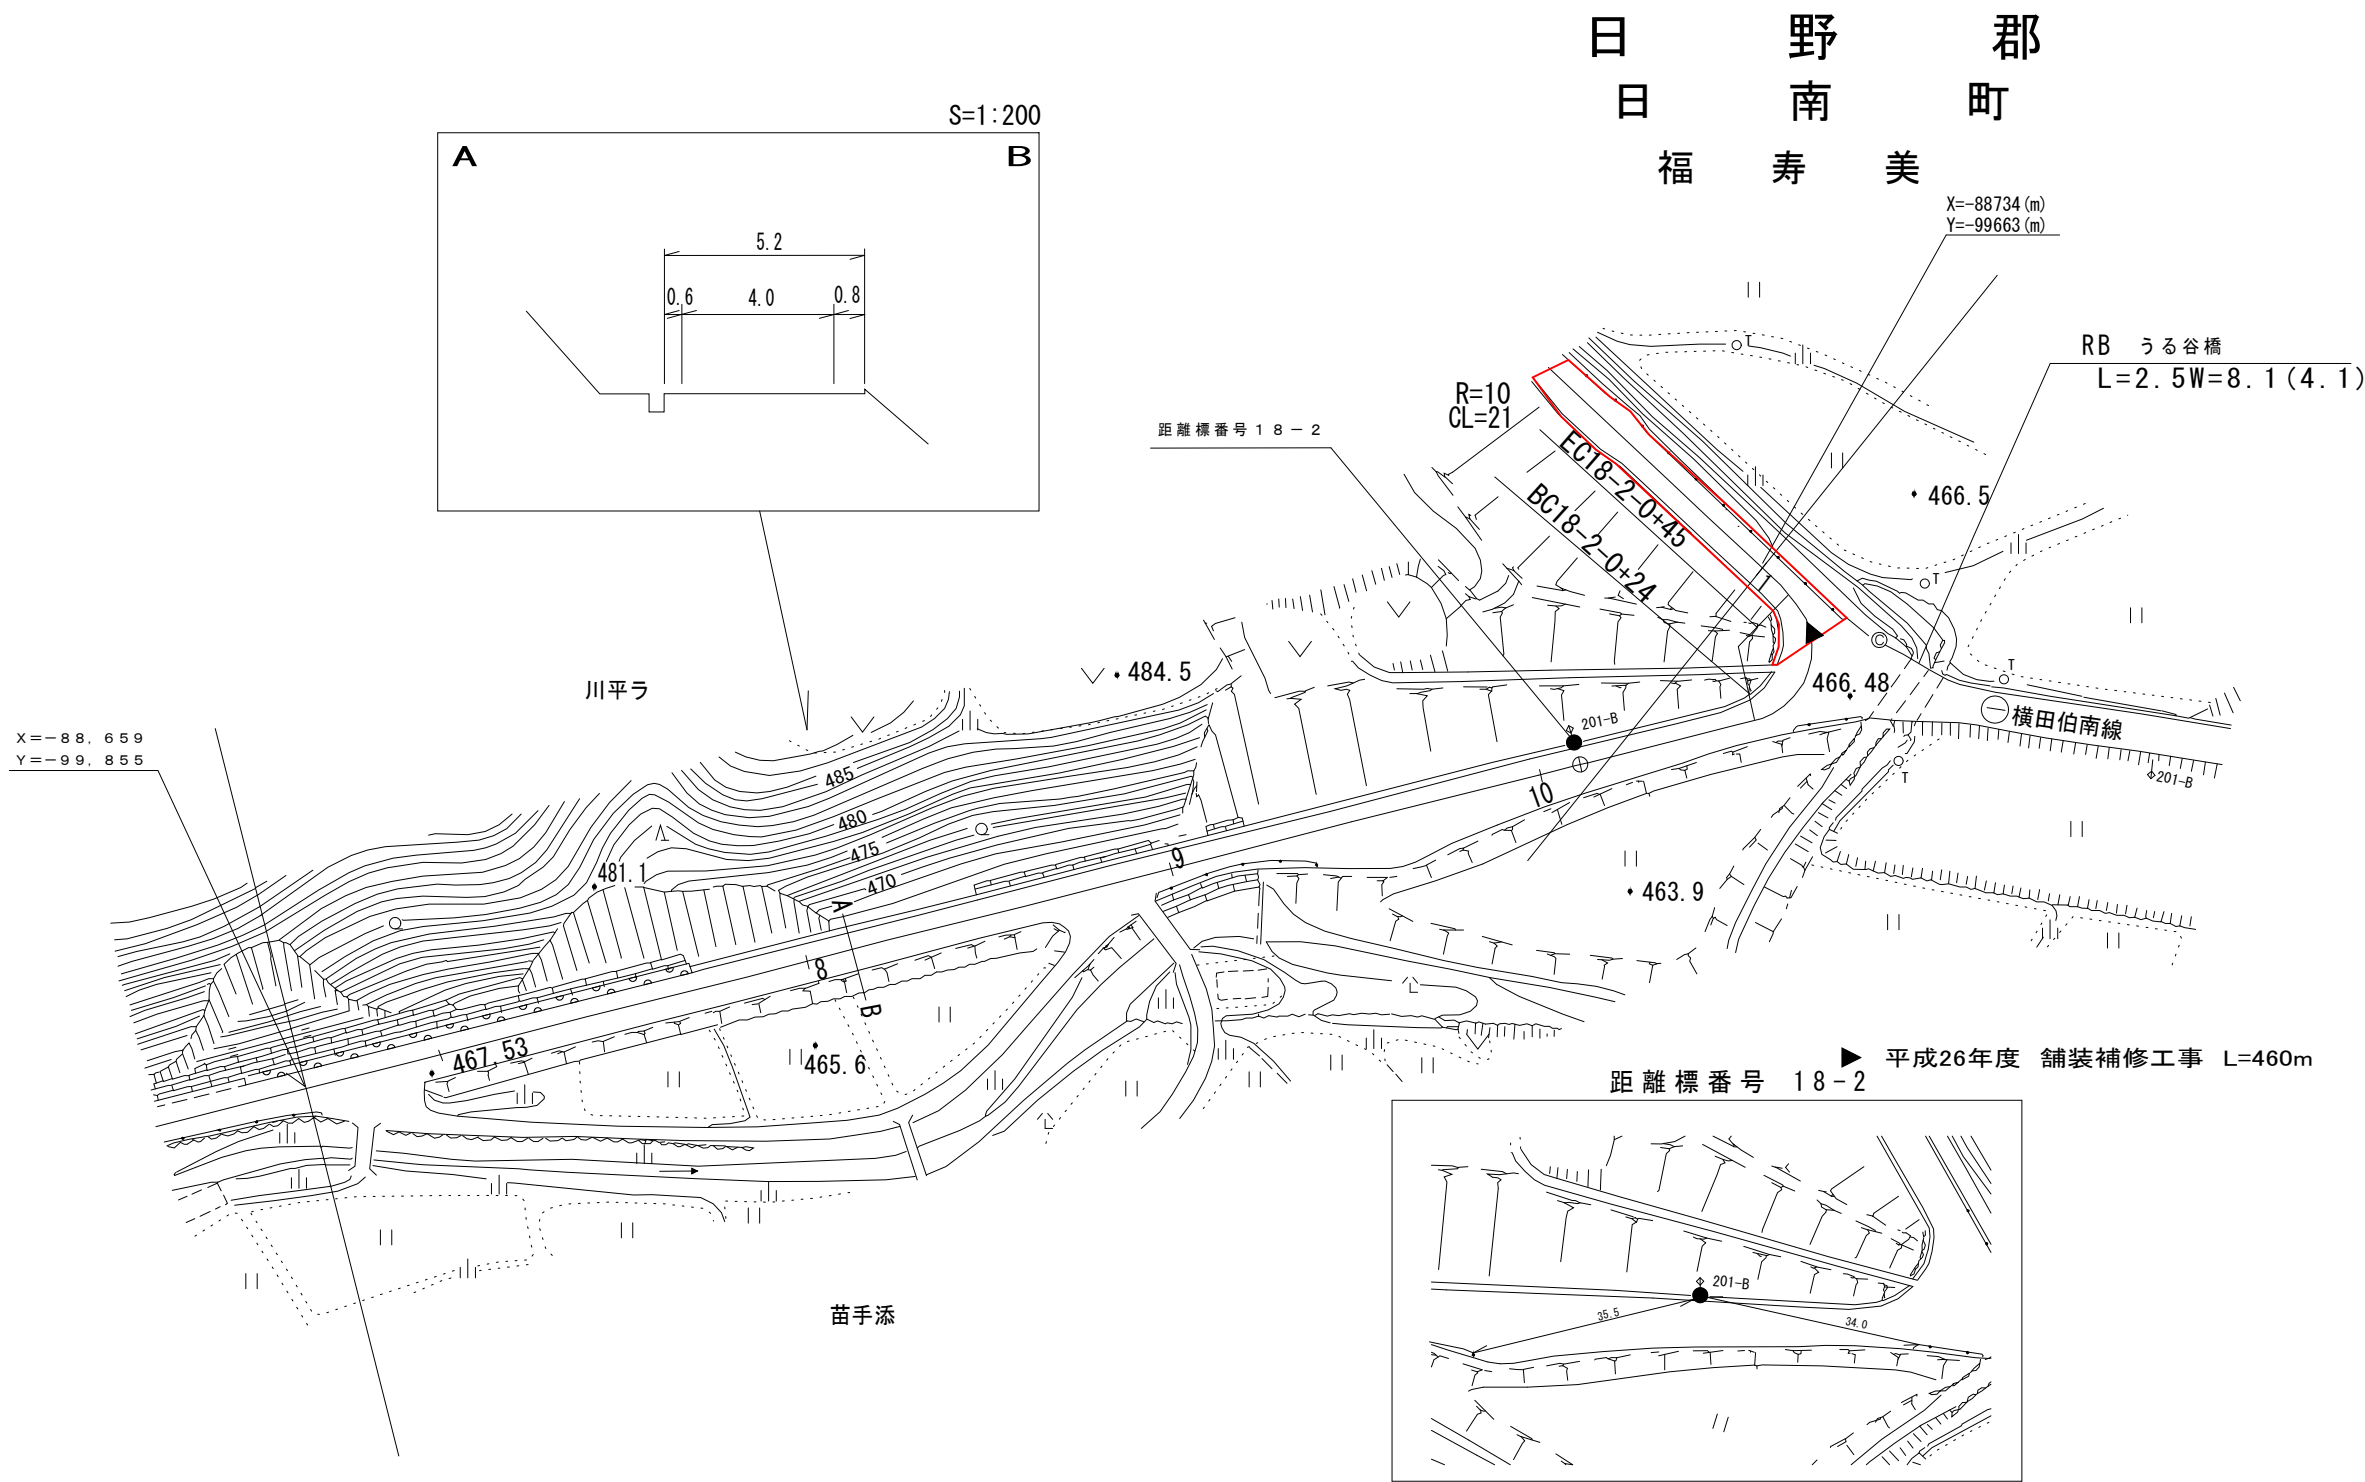 日野郡
日南町
福寿美
S=1:200
A
B
5.2
0.6
4.0
0.8
X=-88734(m)
Y=-99663(m)
RB うる谷橋
L=2.5W=8.1(4.1)
R=10
CL=21
距離標番号18-2
EC18-2-0+45
BC18-2-0+24
466.5
T
T
T
T
C
1
466.48
横田伯南線
201-B
201-B
484.5
川平ラ
X=-88,659
Y=-99,855
485
480
475
470
481.1
10
9
8
A
B
463.9
467.53
465.6
苗手添
▶ 平成26年度 舗装補修工事 L=460m
距離標番号 18-2
201-B
35.5
34.0